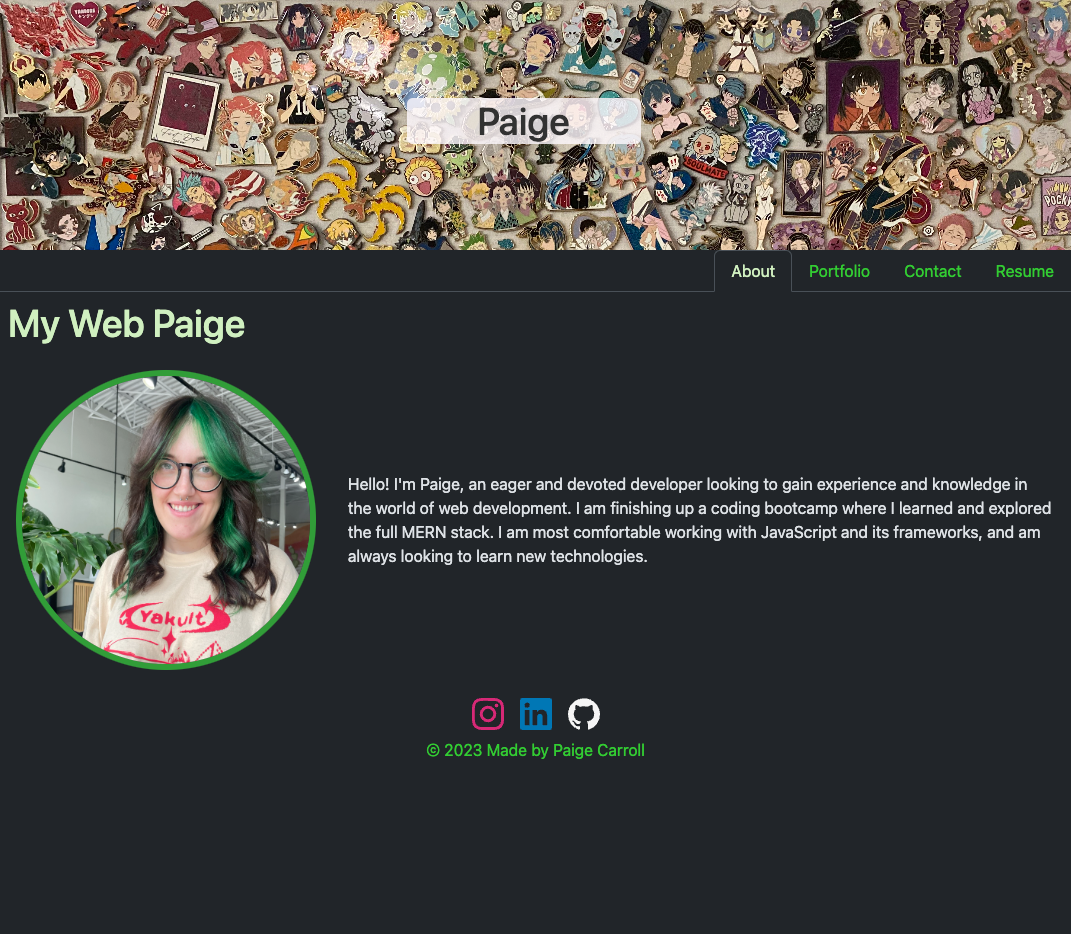 Paige
SOULMATE
POCKY
About
Portfolio
Contact
Resume
My Web Paige
Hello! I'm Paige, an eager and devoted developer looking to gain experience and knowledge in
the world of web development. I am finishing up a coding bootcamp where I learned and explored
the full MERN stack. I am most comfortable working with JavaScript and its frameworks, and am
always looking to learn new technologies.
Yakult
in
© 2023 Made by Paige Carroll